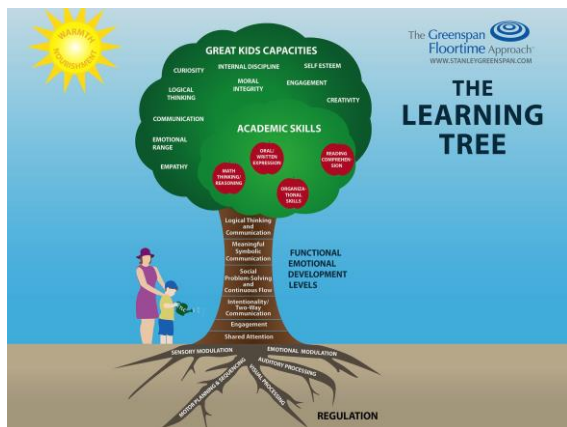 WARMTH
NOURISHMENT
The Greenspan
Floortime Approach
WWW.STANLEYGREENSPAN.COM
THE
LEARNING
TREE
GREAT KIDS CAPACITIES
CURIOSITY
INTERNAL DISCIPLINE
SELF ESTEEM
LOGICAL
THINKING
MORAL
INTEGRITY
ENGAGEMENT
CREATIVITY
COMMUNICATION
EMOTIONAL
RANGE
EMPATHY
ACADEMIC SKILLS
MATH
THINKING/
REASONING
ORAL/
WRITTEN
EXPRESSION
ORGANIZA-
TIONAL
SKILLS
READING
COMPREHEN-
SION
Logical Thinking
and
Communication
Meaningful
Symbolic
Communication
Social
Problem-Solving
and
Continuous Flow
Intentionality/
Two-Way
Communication
Engagement
Shared Attention
FUNCTIONAL
EMOTIONAL
DEVELOPMENT
LEVELS
SENSORY MODULATION
EMOTIONAL MODULATION
MOTOR PLANNING & SEQUENCING
VISUAL PROCESSING
AUDITORY PROCESSING
REGULATION